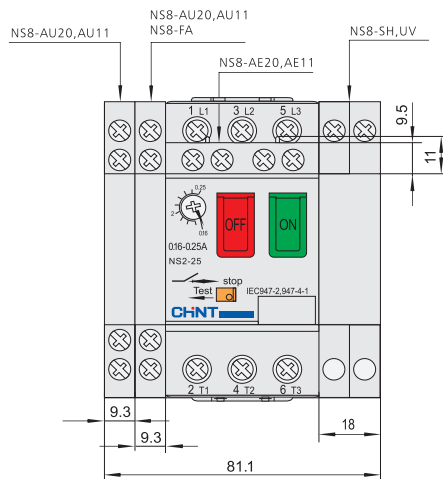 NS8-AU20,AU11
NS8-AU20,AU11
NS8-FA
NS8-SH,UV
NS8-AE20,AE11
1 L1
3 L2
5 L3
9.5
11
0.25
2
0.16
OFF
ON
0.16-0.25A
NS2-25
stop
Test
IEC947-2,947-4-1
CHNT
2 T1
4 T2
6 T3
9.3
9.3
18
81.1